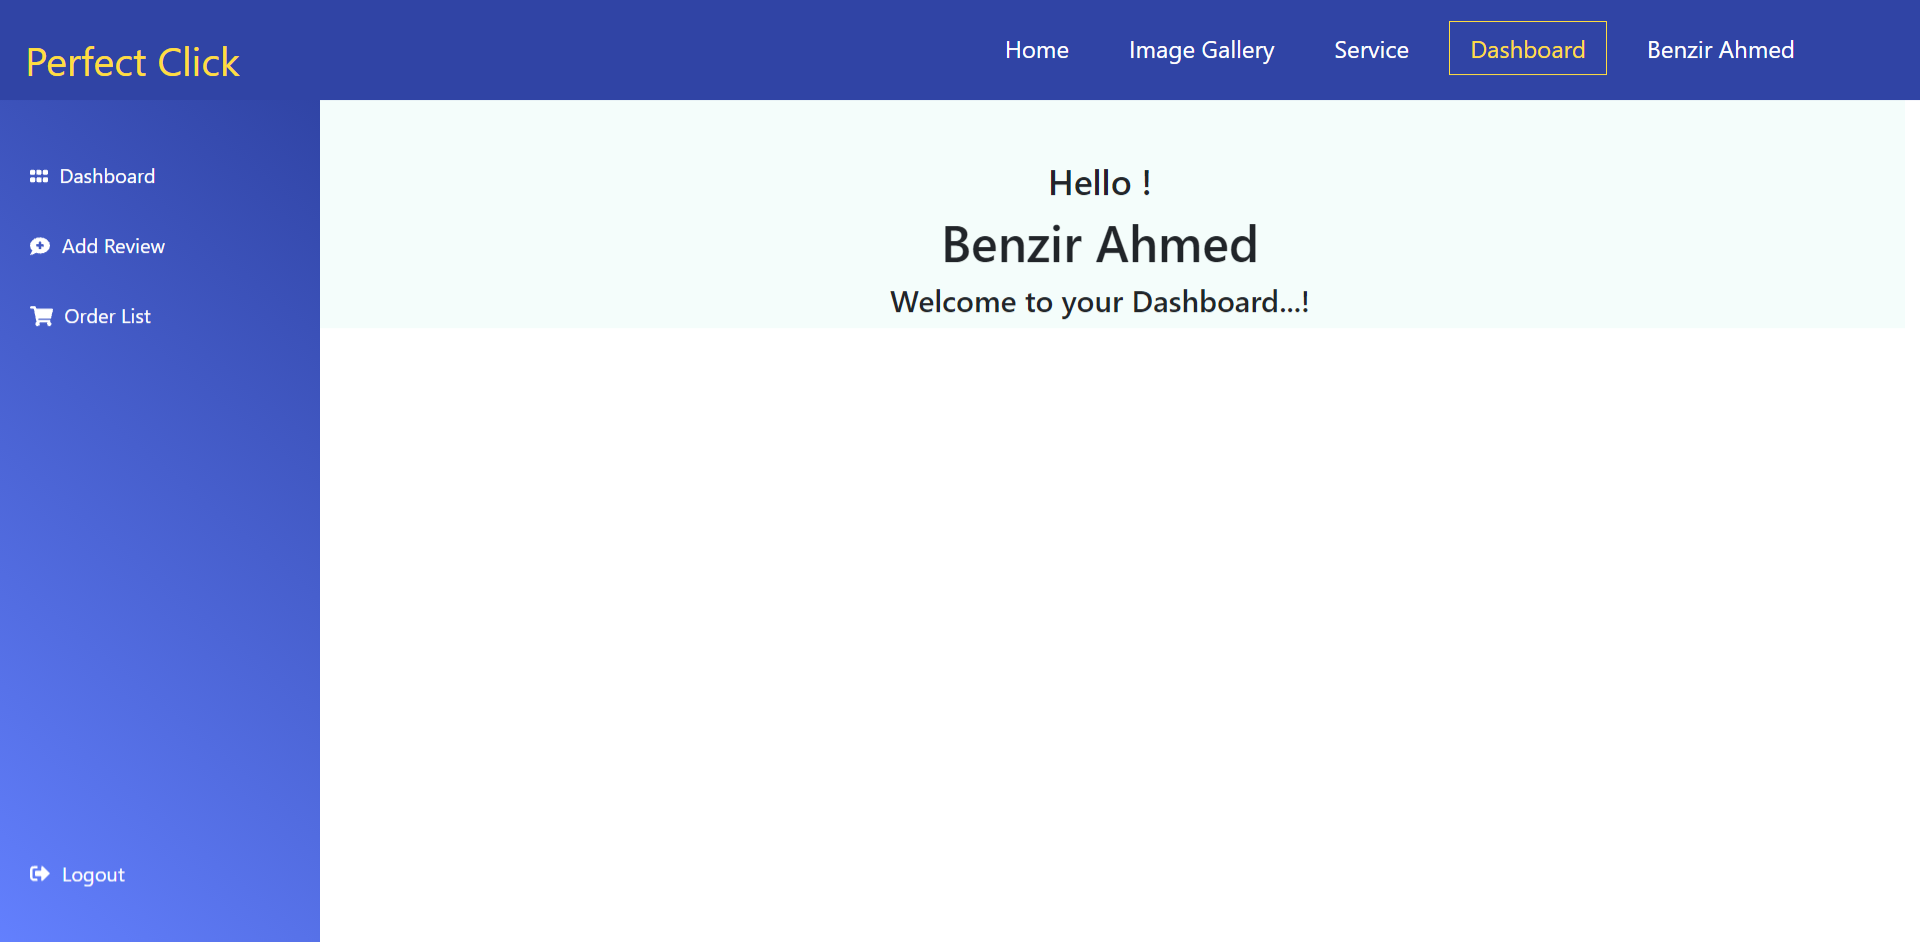 Perfect Click
Home
Image Gallery
Service
Dashboard
Benzir Ahmed
Dashboard
Add Review
Order List
Logout
Hello !
Benzir Ahmed
Welcome to your Dashboard...!